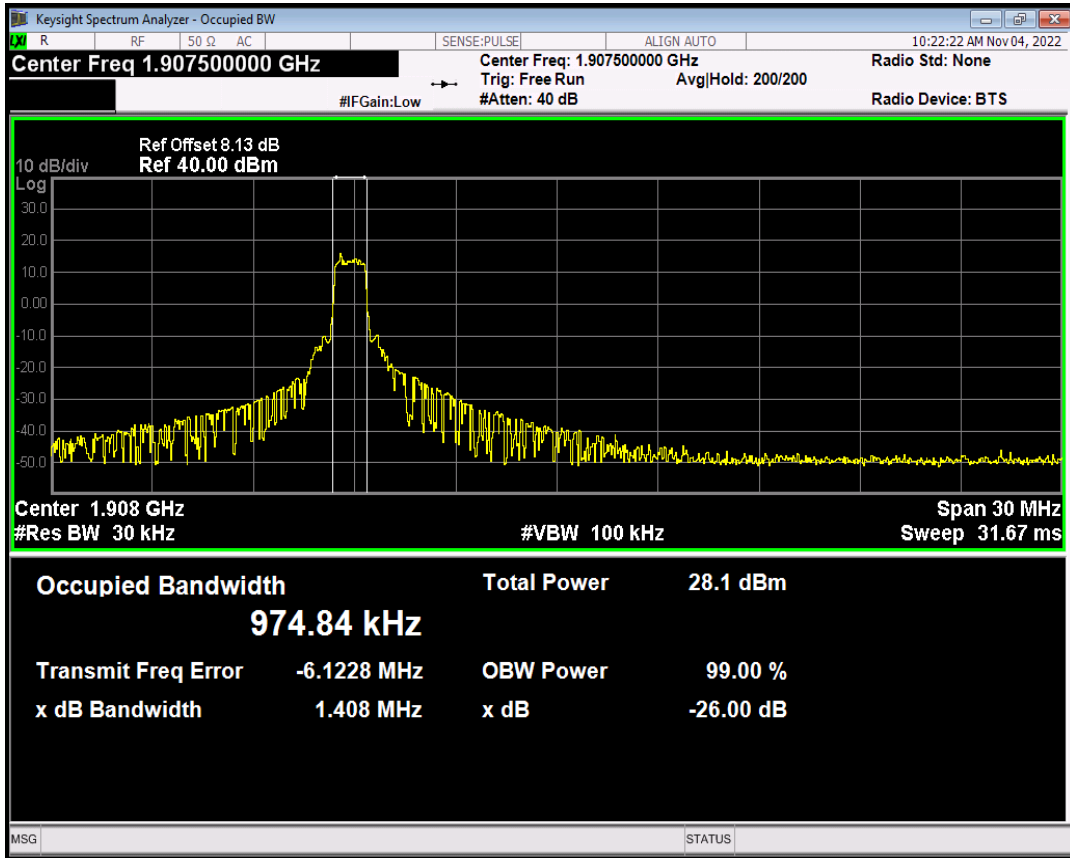 Keysight Spectrum Analyzer - Occupied BW
LXI R RF 50 Ω AC SENSE:PULSE ALIGN AUTO 10:22:22 AM Nov 04, 2022
Center Freq 1.907500000 GHz Center Freq: 1.907500000 GHz Radio Std: None
Trig: Free Run Avg|Hold: 200/200
#IFGain:Low #Atten: 40 dB Radio Device: BTS
Ref Offset 8.13 dB
10 dB/div Ref 40.00 dBm
Log
30.0
20.0
10.0
0.00
-10.0
-20.0
-30.0
-40.0
-50.0
Center 1.908 GHz Span 30 MHz
#Res BW 30 kHz #VBW 100 kHz Sweep 31.67 ms
Occupied Bandwidth Total Power 28.1 dBm
974.84 kHz
Transmit Freq Error -6.1228 MHz OBW Power 99.00 %
x dB Bandwidth 1.408 MHz x dB -26.00 dB
MSG STATUS